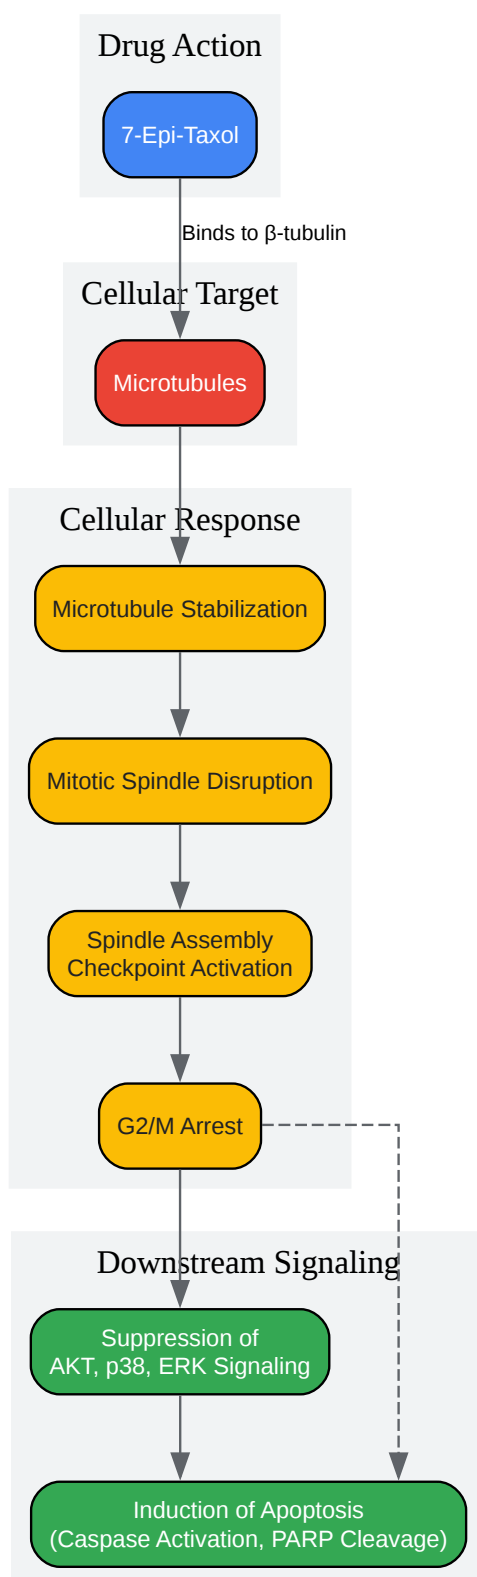 Drug Action
7-Epi-Taxol
Binds to β-tubulin
Cellular Target
Microtubules
Cellular Response
Microtubule Stabilization
Mitotic Spindle Disruption
Spindle Assembly
Checkpoint Activation
G2/M Arrest
Downstream Signaling
Suppression of
AKT, p38, ERK Signaling
Induction of Apoptosis
(Caspase Activation, PARP Cleavage)